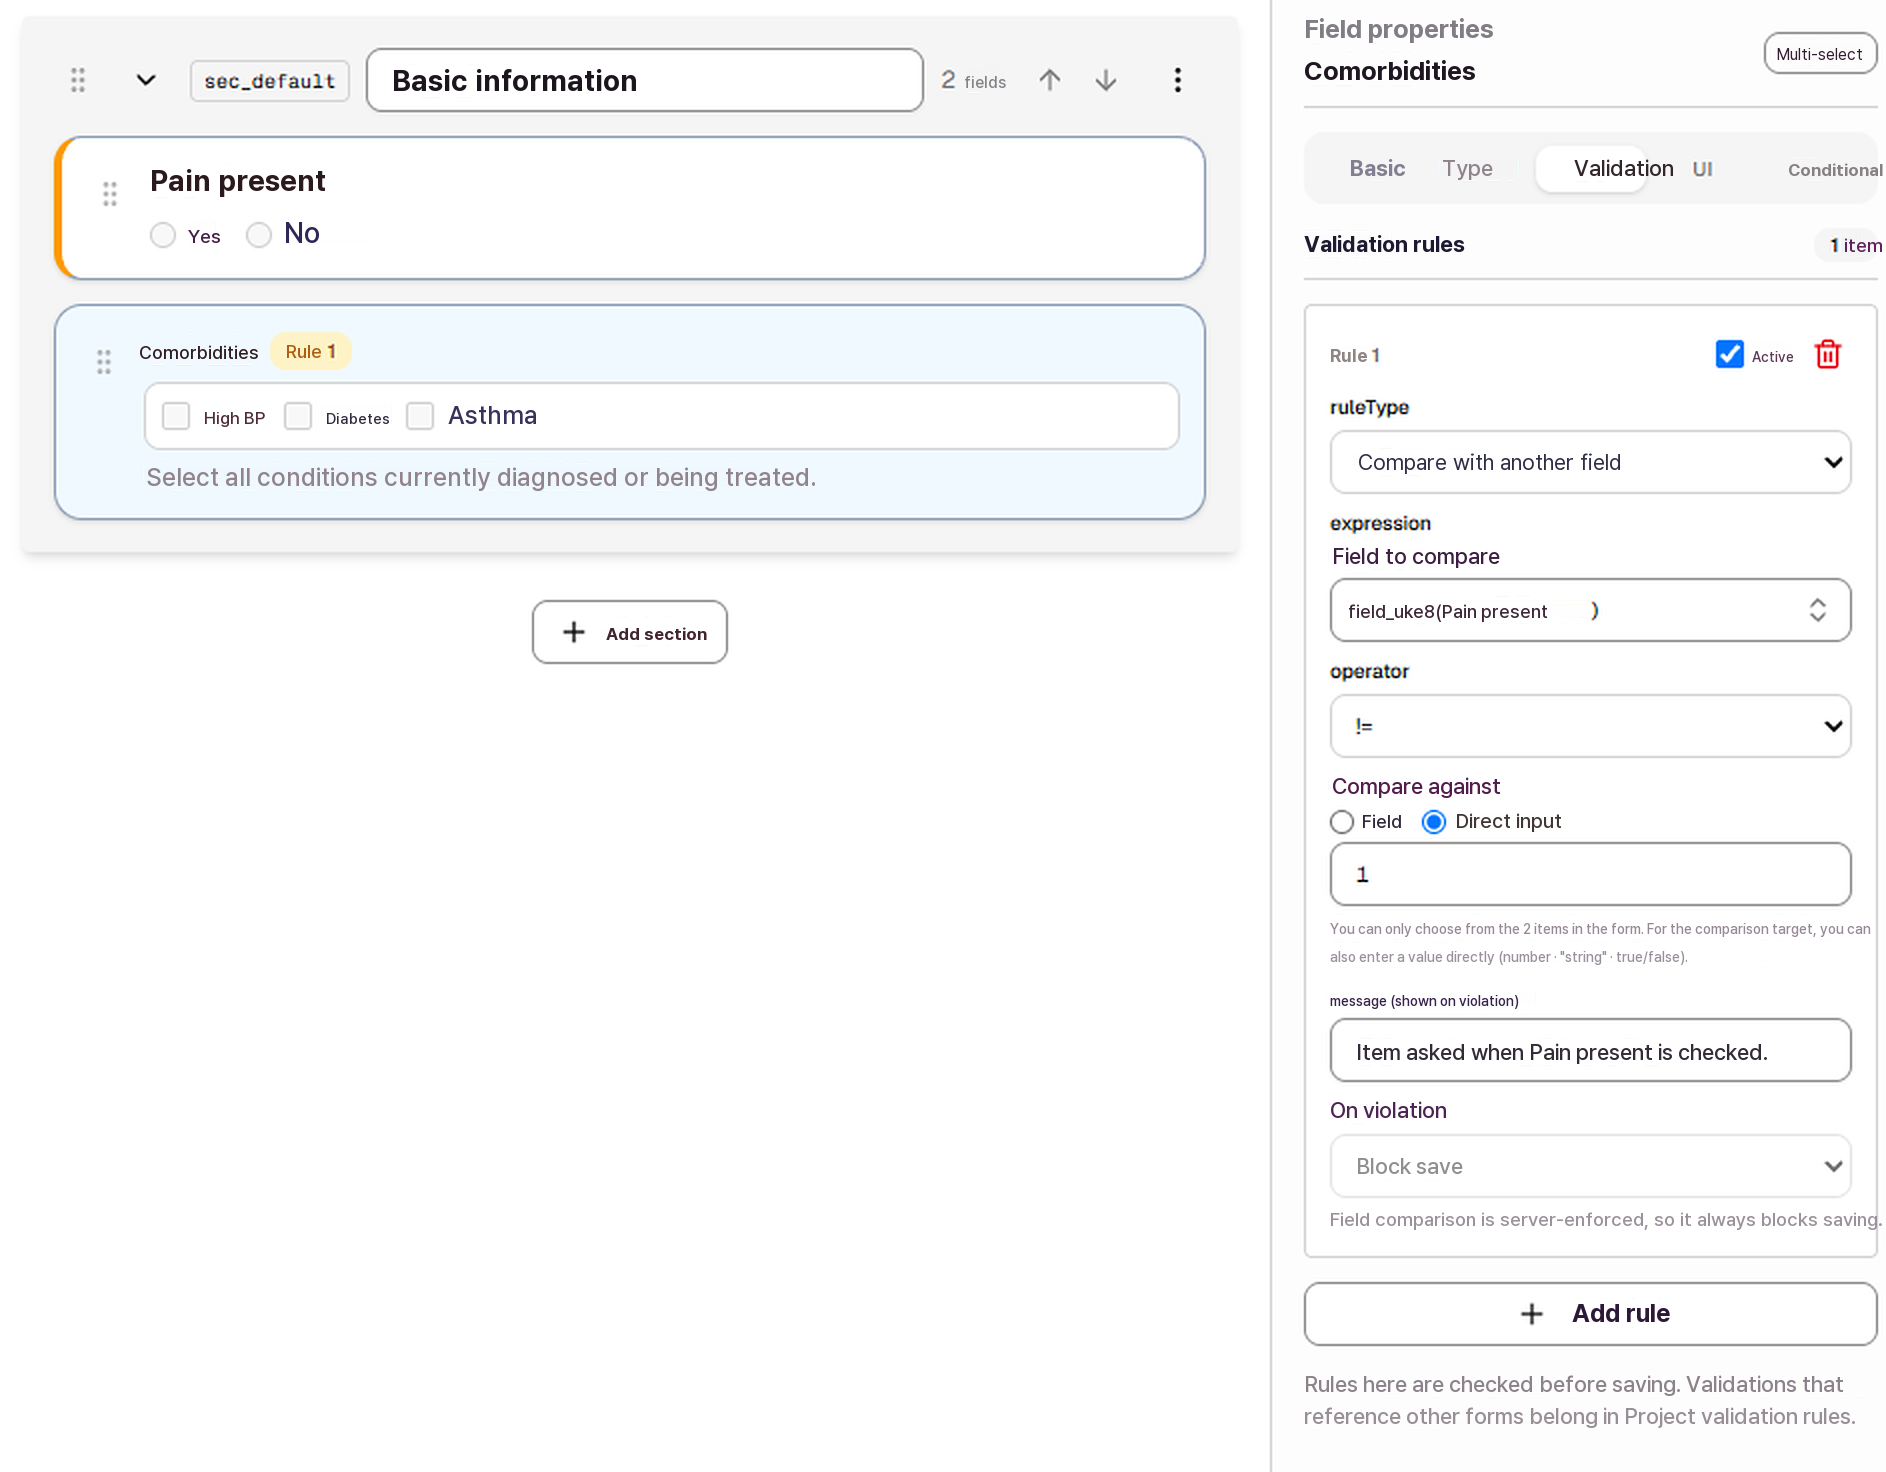 sec_default
Basic information
2 fields
Pain present
Yes
No
Comorbidities
Rule 1
High BP
Diabetes
Asthma
Select all conditions currently diagnosed or being treated.
Add section
Field properties
Comorbidities
Multi-select
Basic
Type
Validation
UI
Conditional
Validation rules
1 item
Rule 1
Active
ruleType
Compare with another field
expression
Field to compare
field_uke8(Pain present )
operator
!=
Compare against
Field
Direct input
1
You can only choose from the 2 items in the form. For the comparison target, you can
also enter a value directly (number · "string" · true/false).
message (shown on violation)
Item asked when Pain present is checked.
On violation
Block save
Field comparison is server-enforced, so it always blocks saving.
Add rule
Rules here are checked before saving. Validations that
reference other forms belong in Project validation rules.